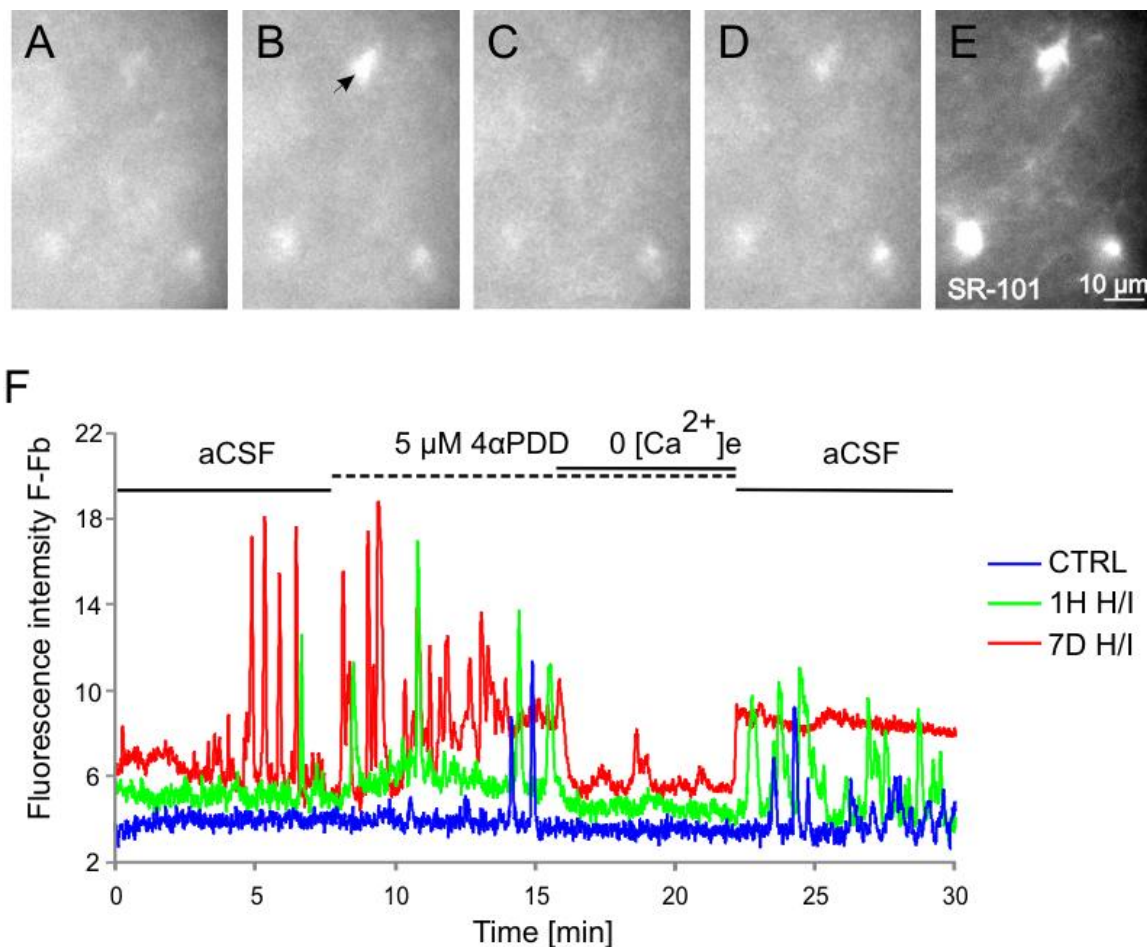 A B C D E
SR-101 10 µm
F
Fluorescence intemsity F-Fb
22
18
14
10
6
2
aCSF 5 µM 4αPDD 0 [Ca2+]e aCSF
CTRL
1H H/I
7D H/I
0 5 10 15 20 25 30
Time [min]